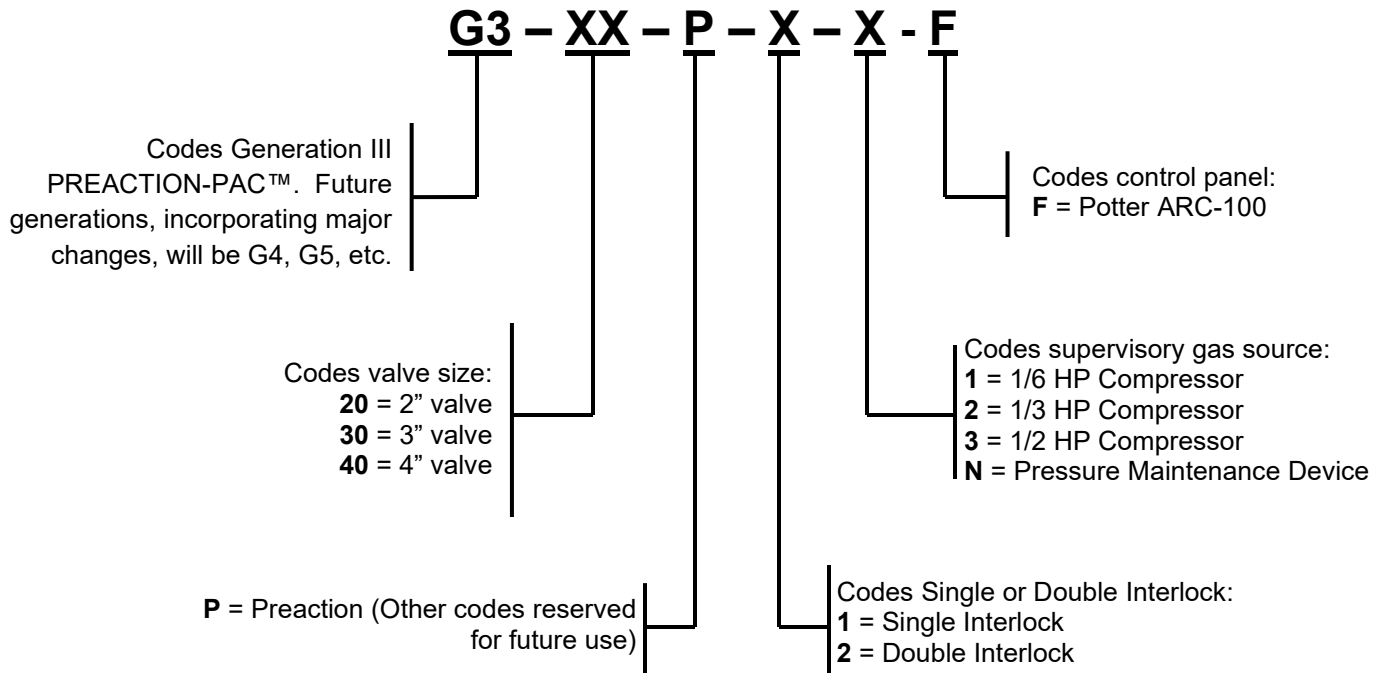 G3 – XX – P – X – X - F
Codes Generation III
PREACTION-PAC™. Future
generations, incorporating major
changes, will be G4, G5, etc.
Codes control panel:
F = Potter ARC-100
Codes valve size:
20 = 2” valve
30 = 3” valve
40 = 4” valve
Codes supervisory gas source:
1 = 1/6 HP Compressor
2 = 1/3 HP Compressor
3 = 1/2 HP Compressor
N = Pressure Maintenance Device
P = Preaction (Other codes reserved
for future use)
Codes Single or Double Interlock:
1 = Single Interlock
2 = Double Interlock